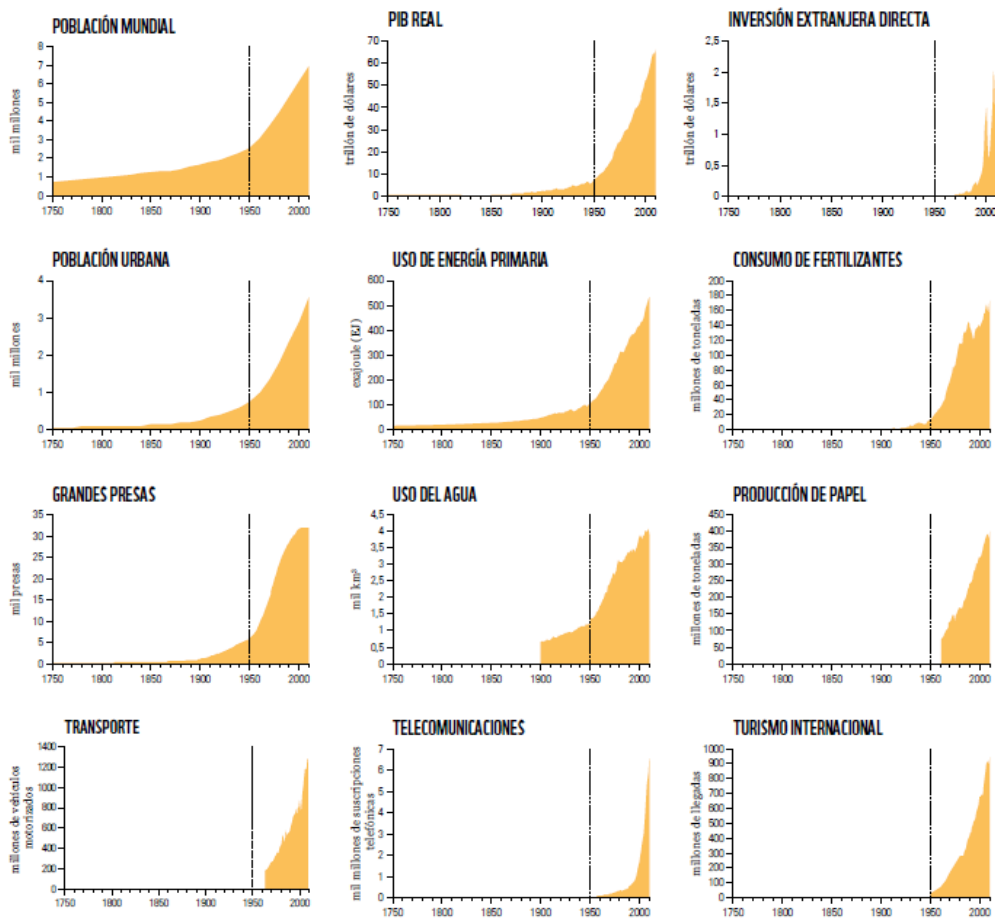 POBLACIÓN MUNDIAL
mil millones
8
7
6
5
4
3
2
1
0
1750 1800 1850 1900 1950 2000
PIB REAL
trillón de dólares
70
60
50
40
30
20
10
0
1750 1800 1850 1900 1950 2000
INVERSIÓN EXTRANJERA DIRECTA
trillón de dólares
2,5
2
1,5
1
0,5
0
1750 1800 1850 1900 1950 2000
POBLACIÓN URBANA
mil millones
4
3
2
1
0
1750 1800 1850 1900 1950 2000
USO DE ENERGÍA PRIMARIA
exajoule (EJ)
600
500
400
300
200
100
0
1750 1800 1850 1900 1950 2000
CONSUMO DE FERTILIZANTES
millones de toneladas
200
180
160
140
120
100
80
60
40
20
0
1750 1800 1850 1900 1950 2000
GRANDES PRESAS
mil presas
35
30
25
20
15
10
5
0
1750 1800 1850 1900 1950 2000
USO DEL AGUA
mil km³
4,5
4
3,5
3
2,5
2
1,5
1
0,5
0
1750 1800 1850 1900 1950 2000
PRODUCCIÓN DE PAPEL
millones de toneladas
450
400
350
300
250
200
150
100
50
0
1750 1800 1850 1900 1950 2000
TRANSPORTE
millones de vehículos
motorizados
1400
1200
1000
800
600
400
200
0
1750 1800 1850 1900 1950 2000
TELECOMUNICACIONES
mil millones de suscripciones
telefónicas
7
6
5
4
3
2
1
0
1750 1800 1850 1900 1950 2000
TURISMO INTERNACIONAL
millones de llegadas
1000
900
800
700
600
500
400
300
200
100
0
1750 1800 1850 1900 1950 2000